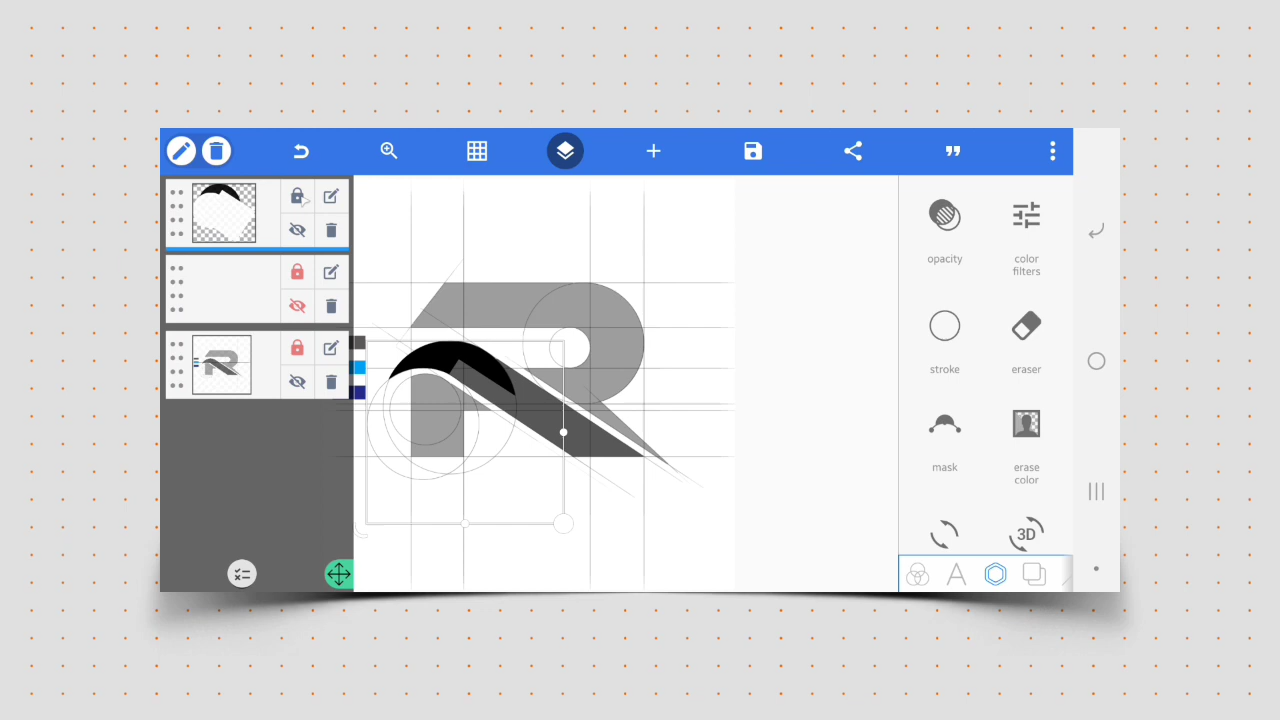 opacity
color
filters
stroke
eraser
mask
erase
color
3D
A